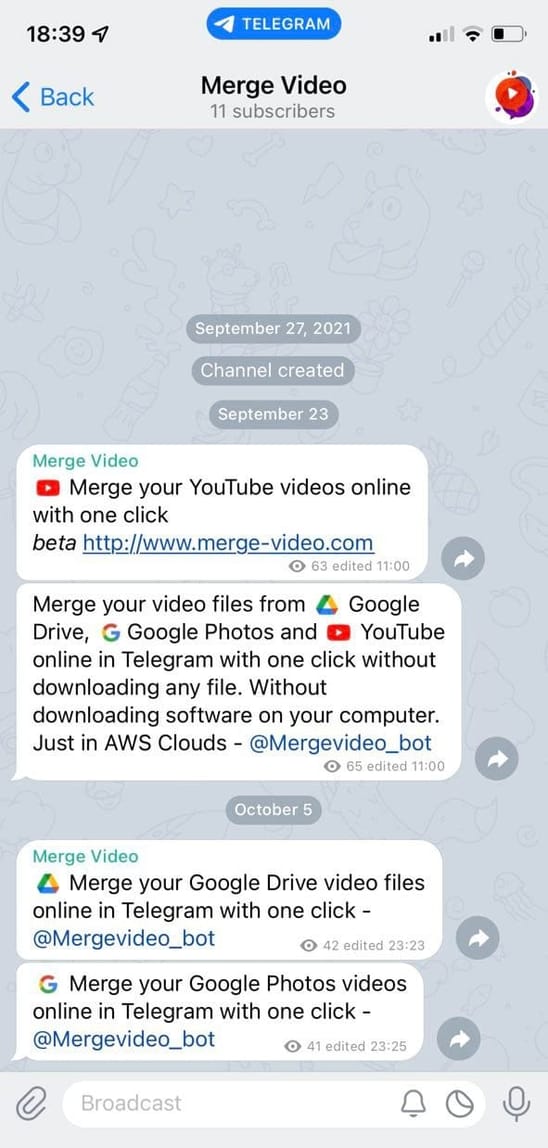 18:39
TELEGRAM
Back
Merge Video
11 subscribers
September 27, 2021
Channel created
September 23
Merge Video
Merge your YouTube videos online
with one click
beta http://www.merge-video.com
63 edited 11:00
Merge your video files from Google
Drive, Google Photos and YouTube
online in Telegram with one click without
downloading any file. Without
downloading software on your computer.
Just in AWS Clouds - @Mergevideo_bot
65 edited 11:00
October 5
Merge Video
Merge your Google Drive video files
online in Telegram with one click -
@Mergevideo_bot
42 edited 23:23
Merge your Google Photos videos
online in Telegram with one click -
@Mergevideo_bot
41 edited 23:25
Broadcast